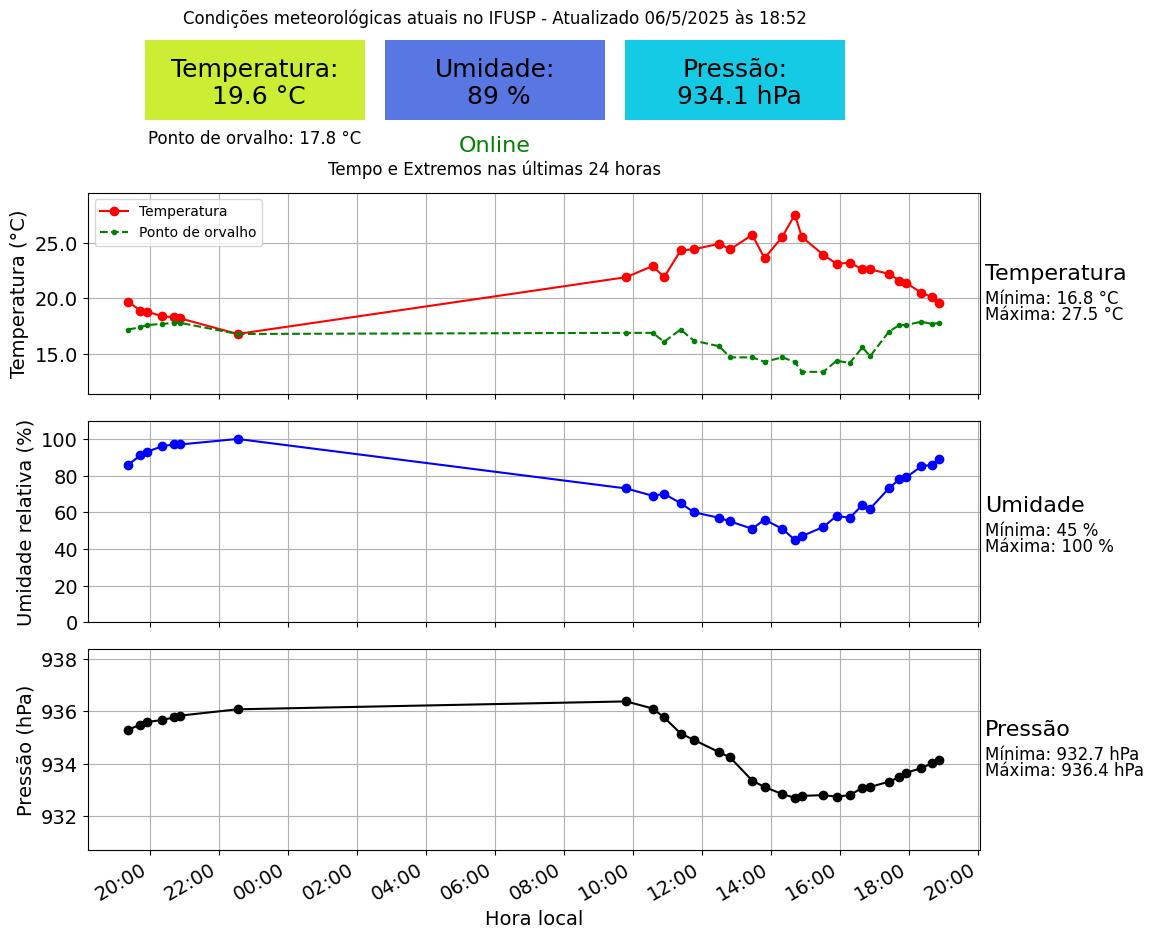 Condições meteorológicas atuais no IFUSP - Atualizado 06/5/2025 às 18:52
Temperatura:
19.6 °C
Umidade:
89 %
Pressão:
934.1 hPa
Ponto de orvalho: 17.8 °C
Online
Tempo e Extremos nas últimas 24 horas
Temperatura (°C)
25.0
20.0
15.0
Temperatura
Ponto de orvalho
Temperatura
Mínima: 16.8 °C
Máxima: 27.5 °C
Umidade relativa (%)
100
80
60
40
20
0
Umidade
Mínima: 45 %
Máxima: 100 %
Pressão (hPa)
938
936
934
932
Pressão
Mínima: 932.7 hPa
Máxima: 936.4 hPa
20:00 22:00 00:00 02:00 04:00 06:00 08:00 10:00 12:00 14:00 16:00 18:00 20:00
Hora local